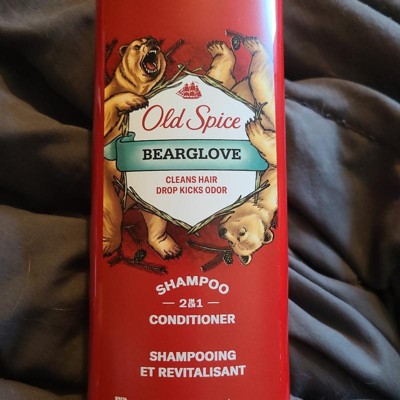 Old Spice
BEARGLOVE
CLEANS HAIR
DROP KICKS ODOR
SHAMPOO
2IN1
CONDITIONER
SHAMPOOING
ET REVITALISANT